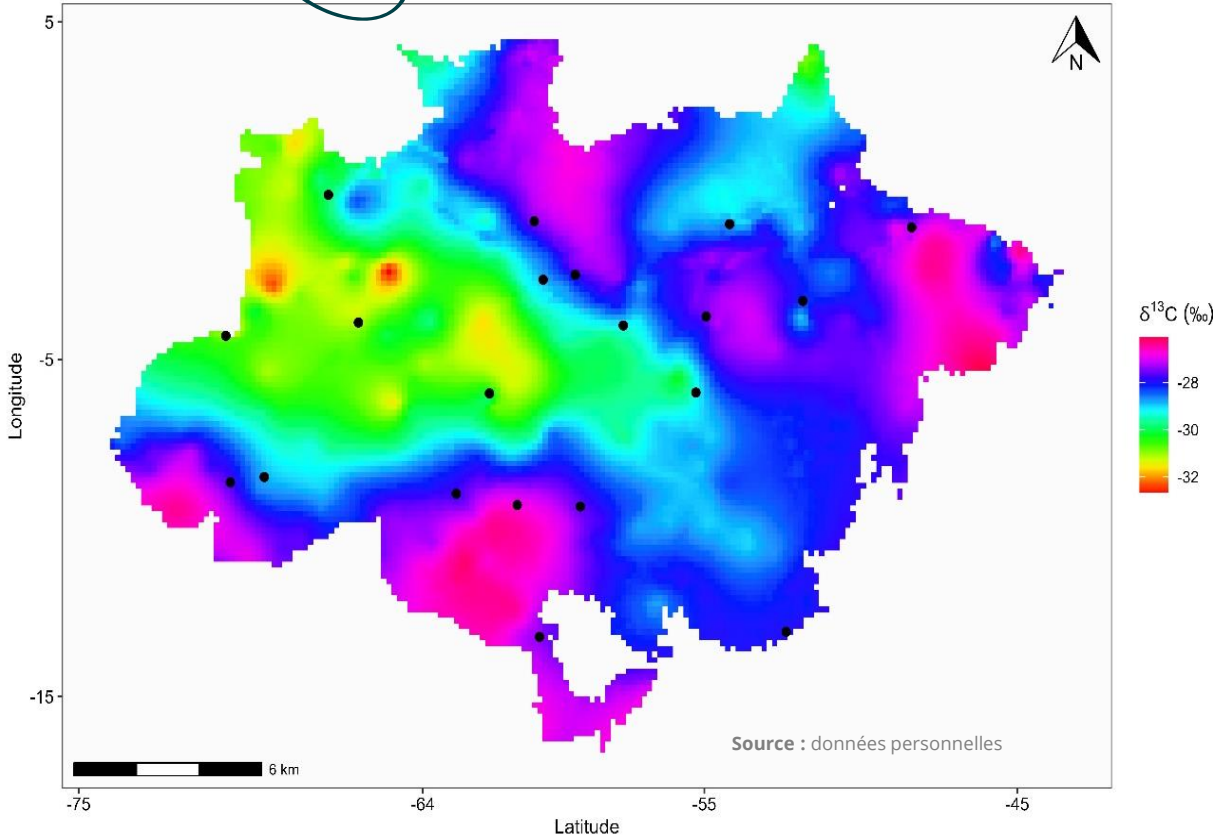 5
N
δ¹³C (‰)
-28
-30
-32
Longitude
-5
-15
Source : données personnelles
6 km
-75
-64
-55
-45
Latitude